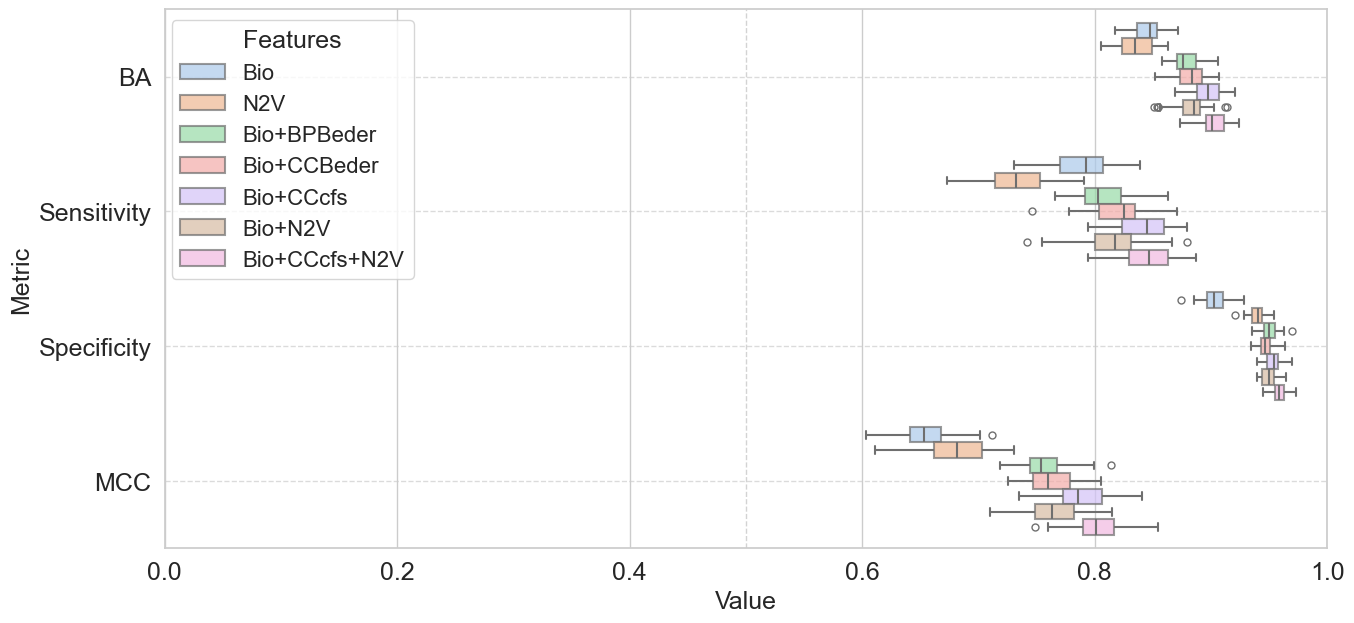 Features
Bio
N2V
Bio+BPBeder
Bio+CCBeder
Bio+CCcfs
Bio+N2V
Bio+CCcfs+N2V
BA
Sensitivity
Specificity
MCC
Metric
0.0 0.2 0.4 0.6 0.8 1.0
Value